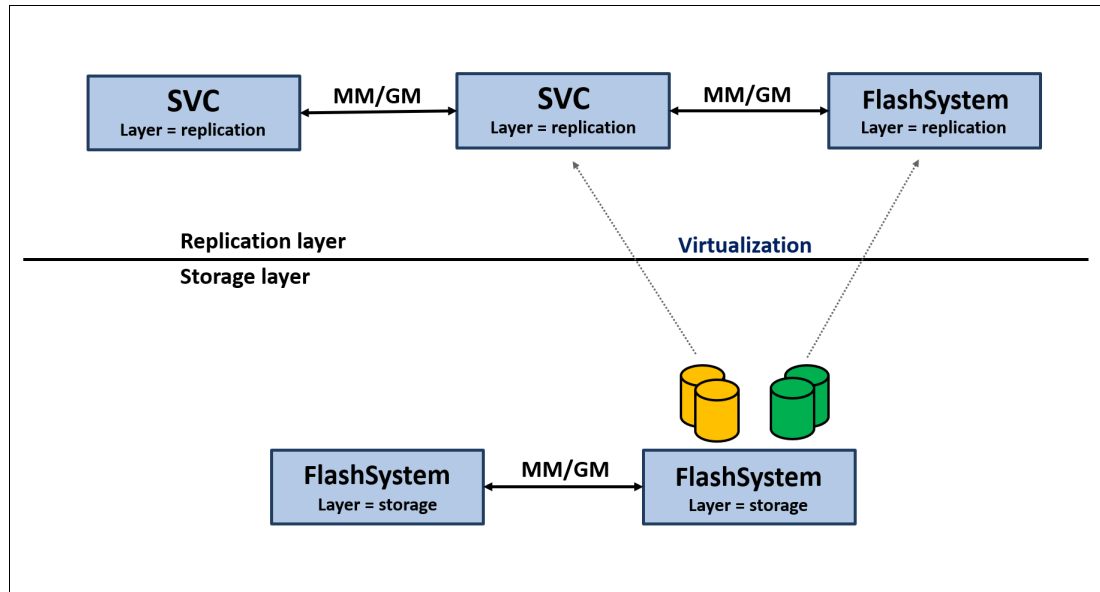 SVC
Layer = replication
MM/GM
SVC
Layer = replication
MM/GM
FlashSystem
Layer = replication
Replication layer
Virtualization
Storage layer
FlashSystem
Layer = storage
MM/GM
FlashSystem
Layer = storage